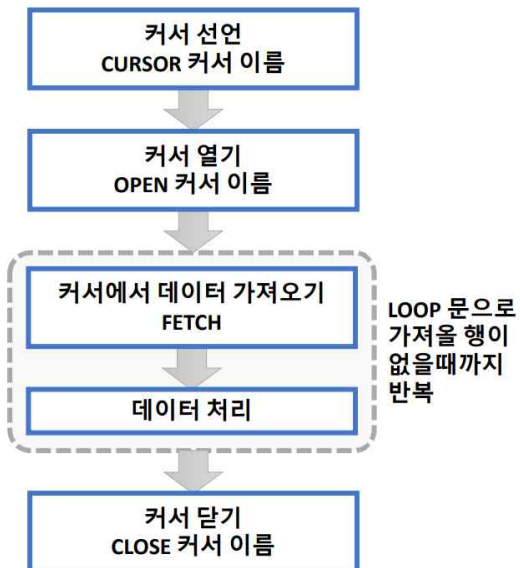 커서 선언
CURSOR 커서 이름
커서 열기
OPEN 커서 이름
커서에서 데이터 가져오기
FETCH
데이터 처리
LOOP 문으로
가져올 행이
없을때까지
반복
커서 닫기
CLOSE 커서 이름